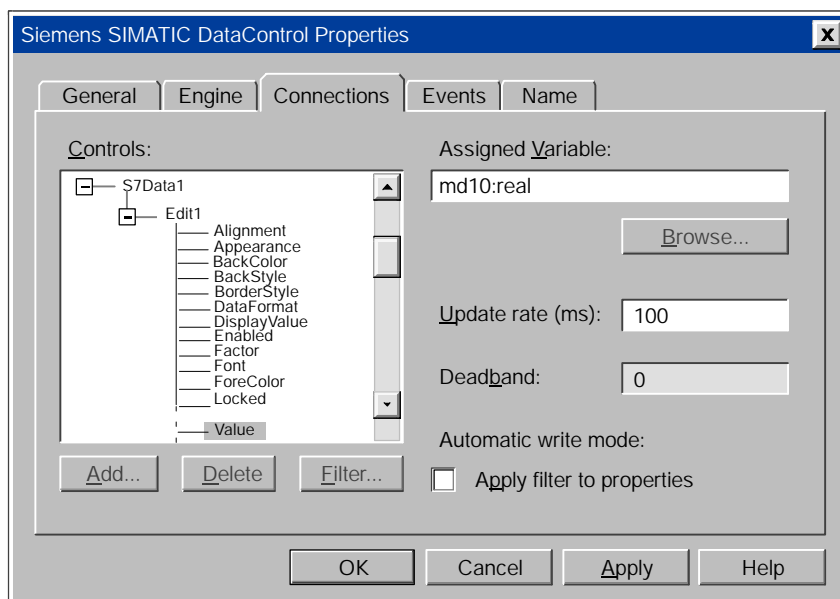 Siemens SIMATIC DataControl Properties
X
General Engine Connections Events Name
Controls:
S7Data1
Edit1
Alignment
Appearance
BackColor
BackStyle
BorderStyle
DataFormat
DisplayValue
Enabled
Factor
Font
ForeColor
Locked
Value
Add... Delete Filter...
Assigned Variable:
md10:real
Browse...
Update rate (ms): 100
Deadband: 0
Automatic write mode:
Apply filter to properties
OK Cancel Apply Help